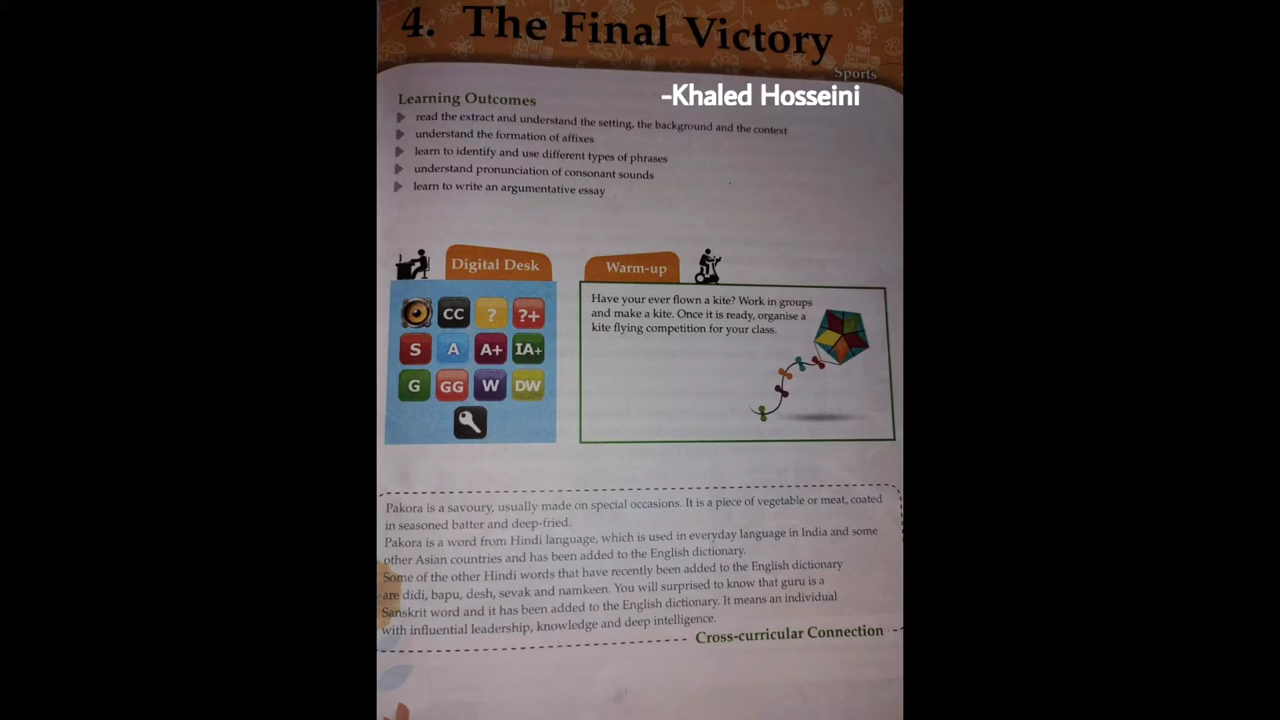 4. The Final Victory
Sports
-Khaled Hosseini
Learning Outcomes
read the extract and understand the setting, the background and the context
understand the formation of affixes
learn to identify and use different types of phrases
understand pronunciation of consonant sounds
learn to write an argumentative essay
Digital Desk
CC ? ?+
S A A+ IA+
G GG W DW
Warm-up
Have your ever flown a kite? Work in groups
and make a kite. Once it is ready, organise a
kite flying competition for your class.
Pakora is a savoury, usually made on special occasions. It is a piece of vegetable or meat, coated
in seasoned batter and deep-fried.
Pakora is a word from Hindi language, which is used in everyday language in India and some
other Asian countries and has been added to the English dictionary.
Some of the other Hindi words that have recently been added to the English dictionary
are didi, bapu, desh, sevak and namkeen. You will surprised to know that guru is a
Sanskrit word and it has been added to the English dictionary. It means an individual
with influential leadership, knowledge and deep intelligence.
Cross-curricular Connection